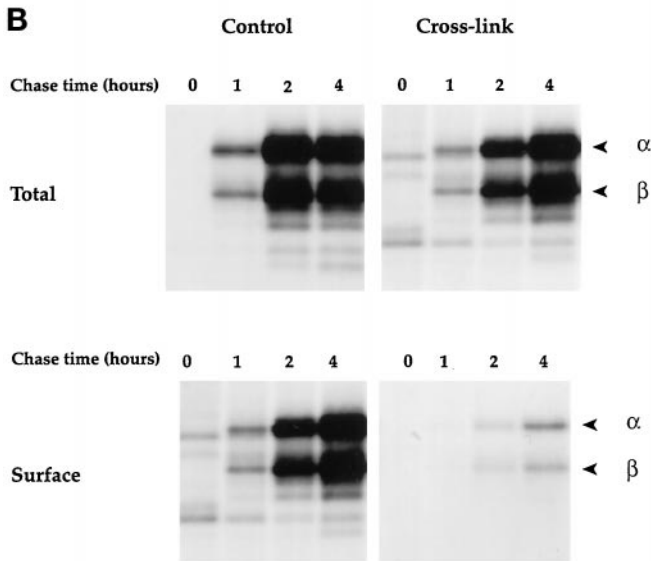 B
Control Cross-link
Chase time (hours) 0 1 2 4 0 1 2 4
α
Total β
Chase time (hours) 0 1 2 4 0 1 2 4
α
β
Surface